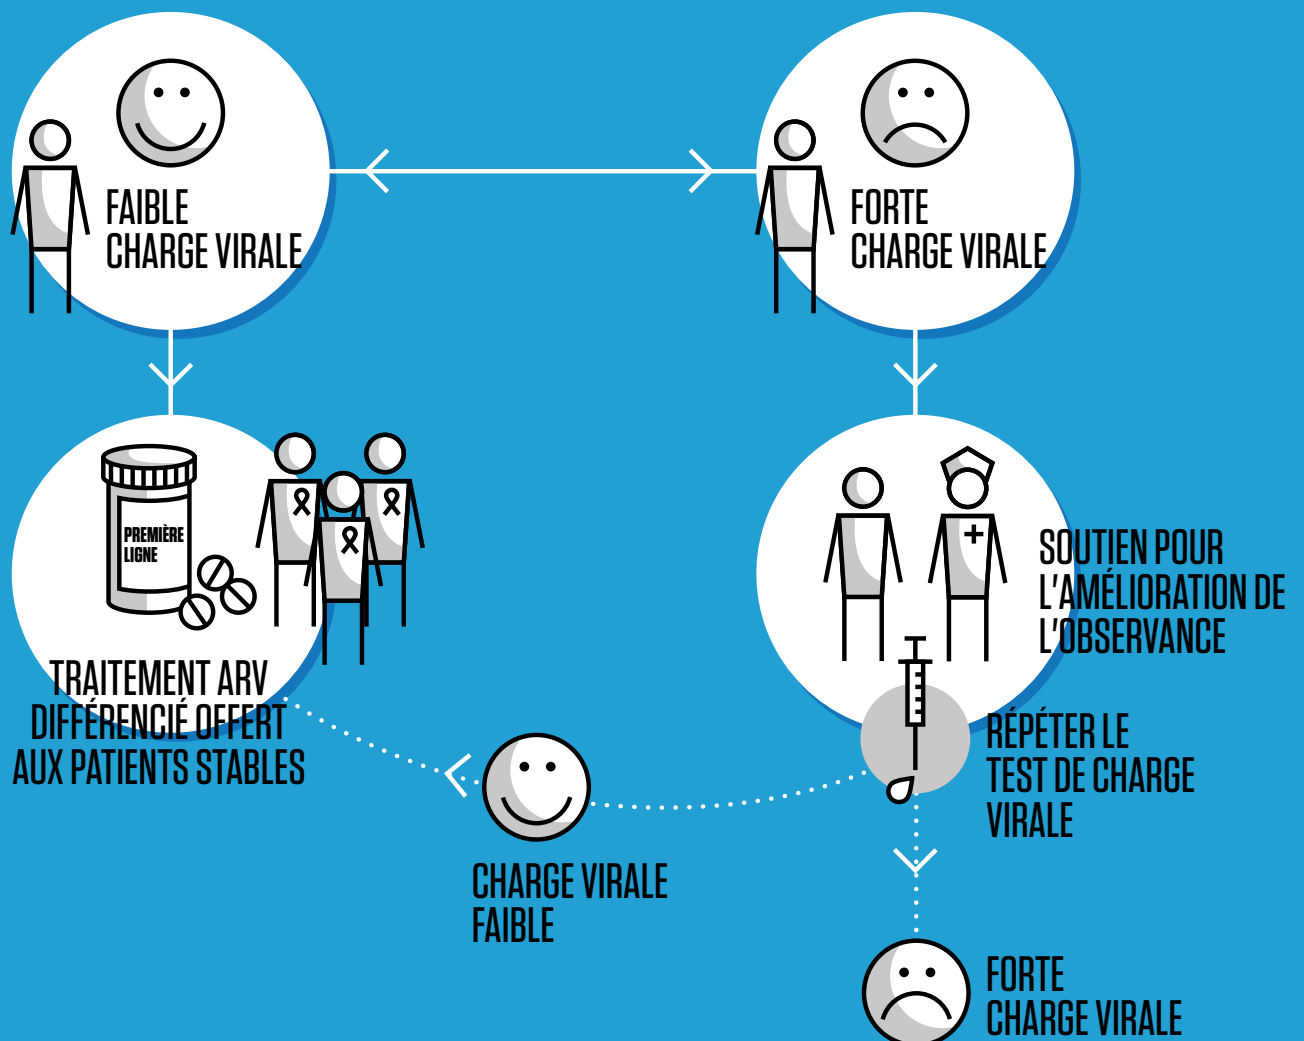 FAIBLE
CHARGE VIRALE
FORTE
CHARGE VIRALE
PREMIÈRE
LIGNE
TRAITEMENT ARV
DIFFÉRENCIÉ OFFERT
AUX PATIENTS STABLES
SOUTIEN POUR
L'AMÉLIORATION DE
L'OBSERVANCE
RÉPÉTER LE
TEST DE CHARGE
VIRALE
CHARGE VIRALE
FAIBLE
FORTE
CHARGE VIRALE